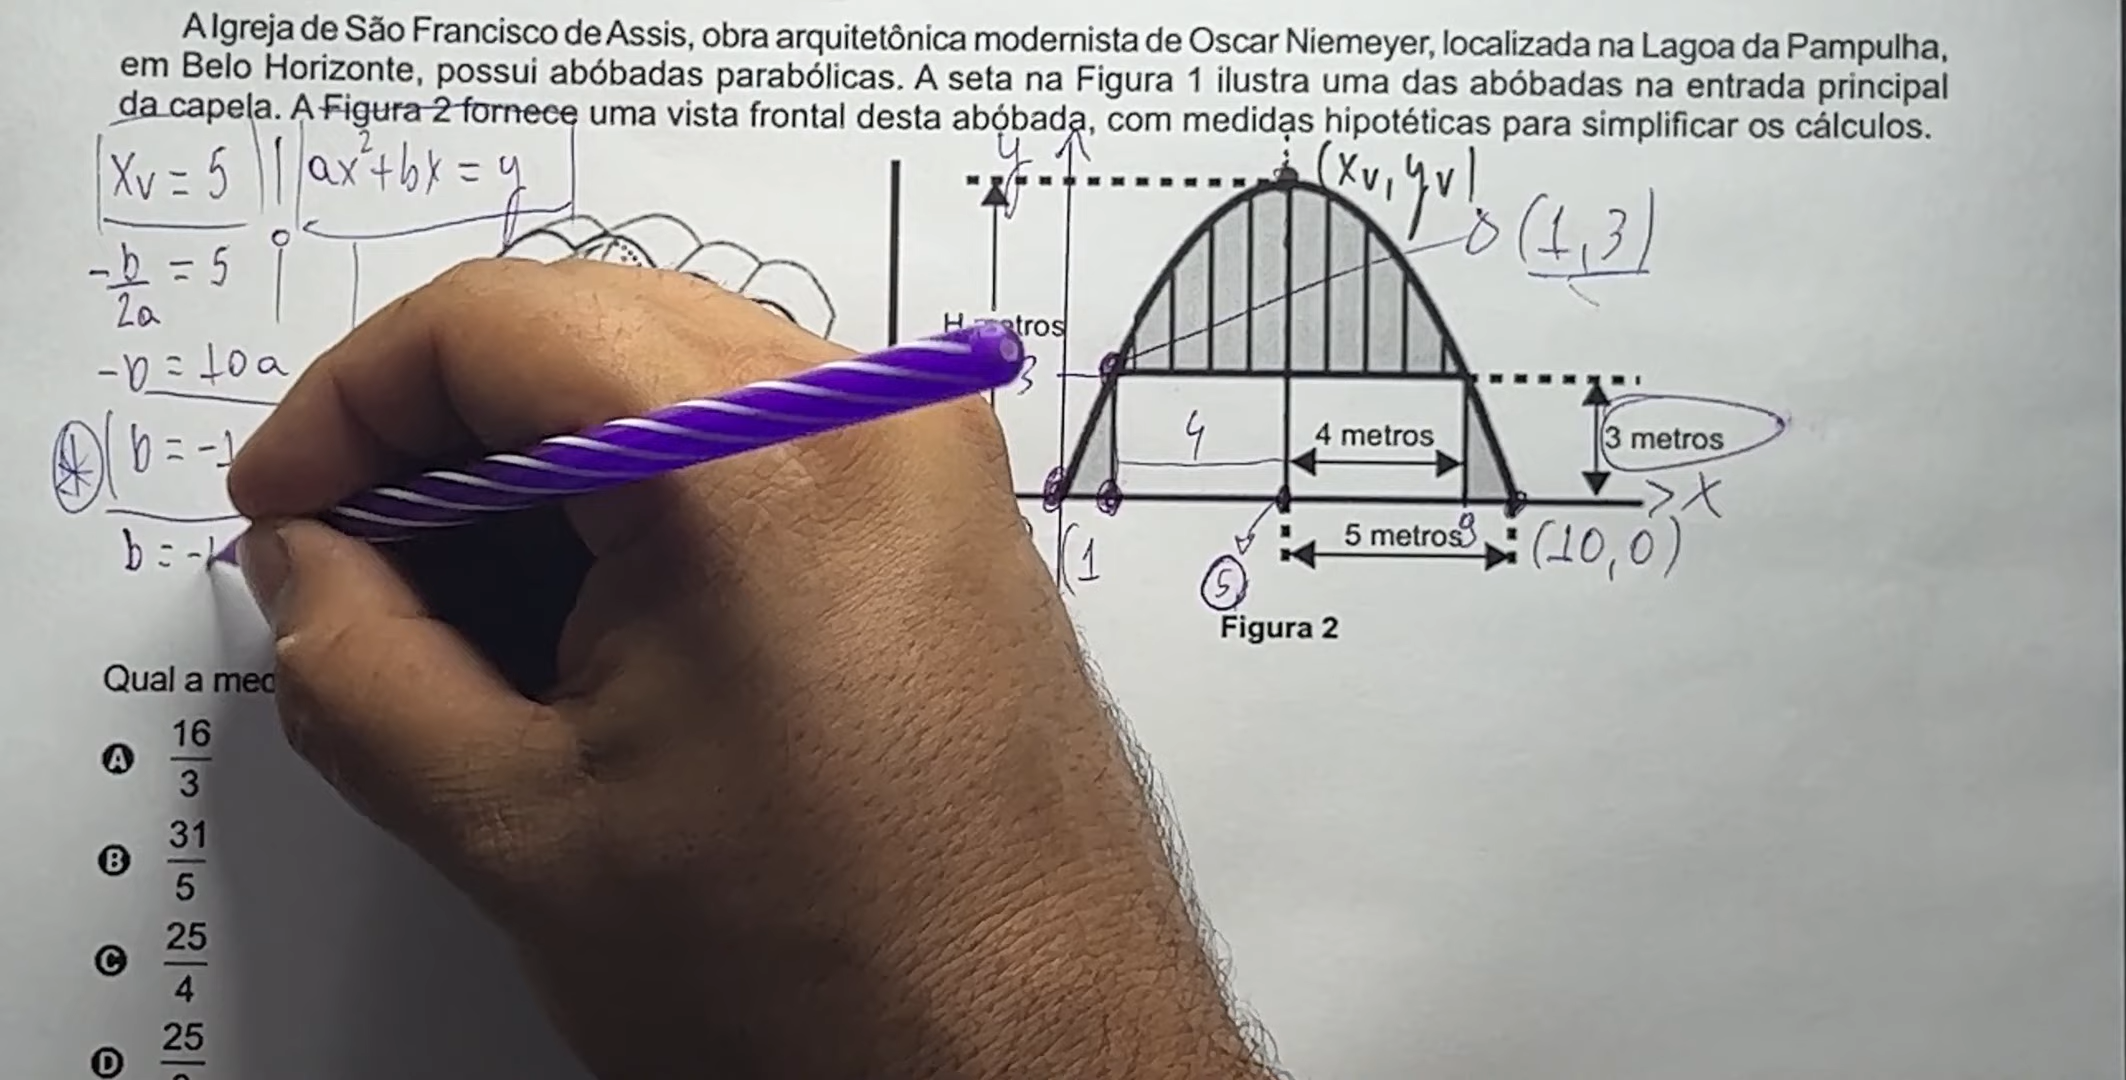 A Igreja de São Francisco de Assis, obra arquitetônica modernista de Oscar Niemeyer, localizada na Lagoa da Pampulha,
em Belo Horizonte, possui abóbadas parabólicas. A seta na Figura 1 ilustra uma das abóbadas na entrada principal
da capela. A Figura 2 fornece uma vista frontal desta abóbada, com medidas hipotéticas para simplificar os cálculos.
xv = 5
ax²+bx = y
-b/2a = 5
-b = 10a
b = -1
b = -
y
(xv, yv)
(1,3)
H
tros
3
4
4 metros
3 metros
x
(1
5
5 metros
9
(10,0)
Figura 2
Qual a med
A 16/3
B 31/5
C 25/4
D 25